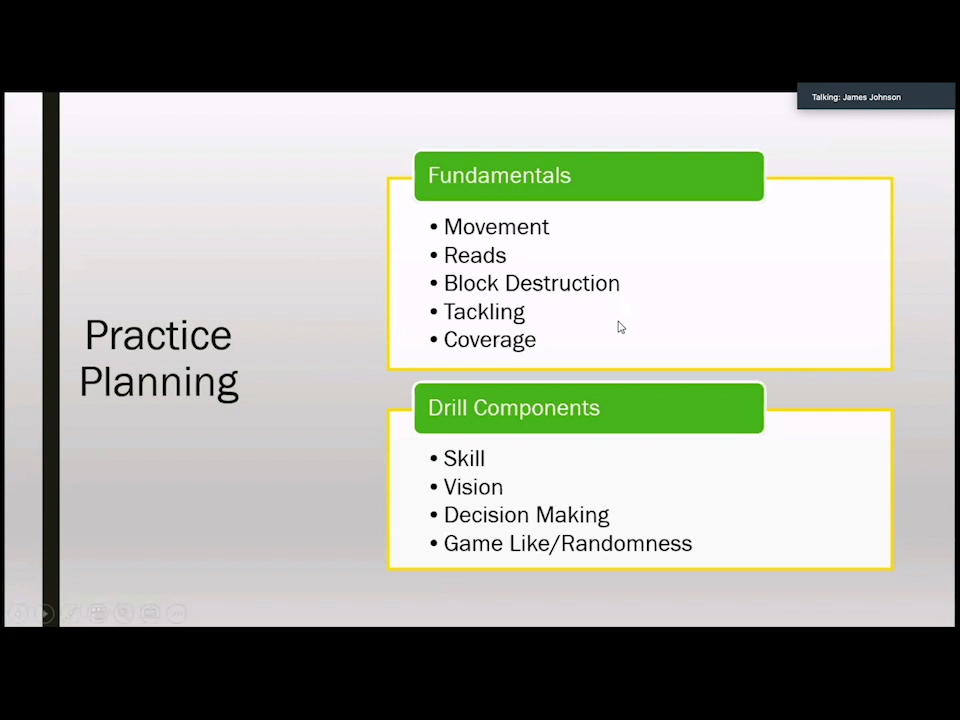 Talking: James Johnson
Practice
Planning
Fundamentals
• Movement
• Reads
• Block Destruction
• Tackling
• Coverage
Drill Components
• Skill
• Vision
• Decision Making
• Game Like/Randomness